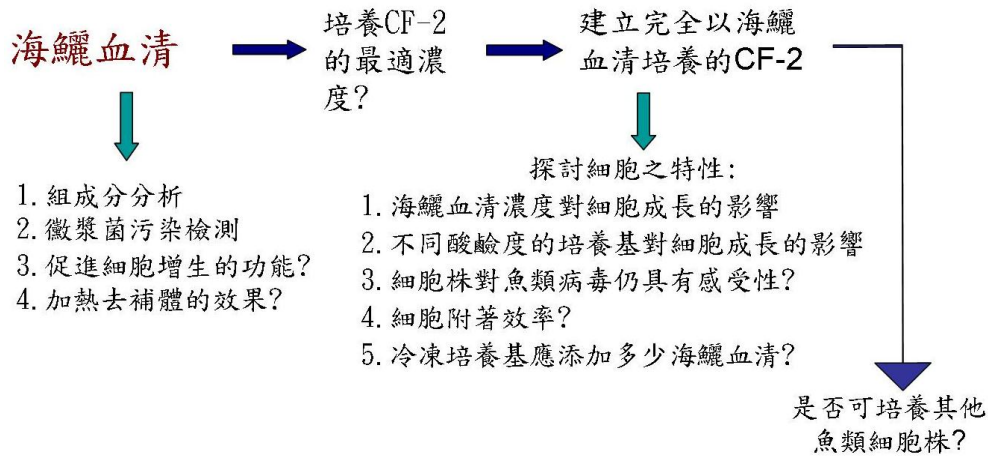 海鱺血清
培養CF-2
的最適濃
度?
建立完全以海鱺
血清培養的CF-2
1. 組成分分析
2. 黴漿菌污染檢測
3. 促進細胞增生的功能?
4. 加熱去補體的效果?
探討細胞之特性:
1. 海鱺血清濃度對細胞成長的影響
2. 不同酸鹼度的培養基對細胞成長的影響
3. 細胞株對魚類病毒仍具有感受性?
4. 細胞附著效率?
5. 冷凍培養基應添加多少海鱺血清?
是否可培養其他
魚類細胞株?